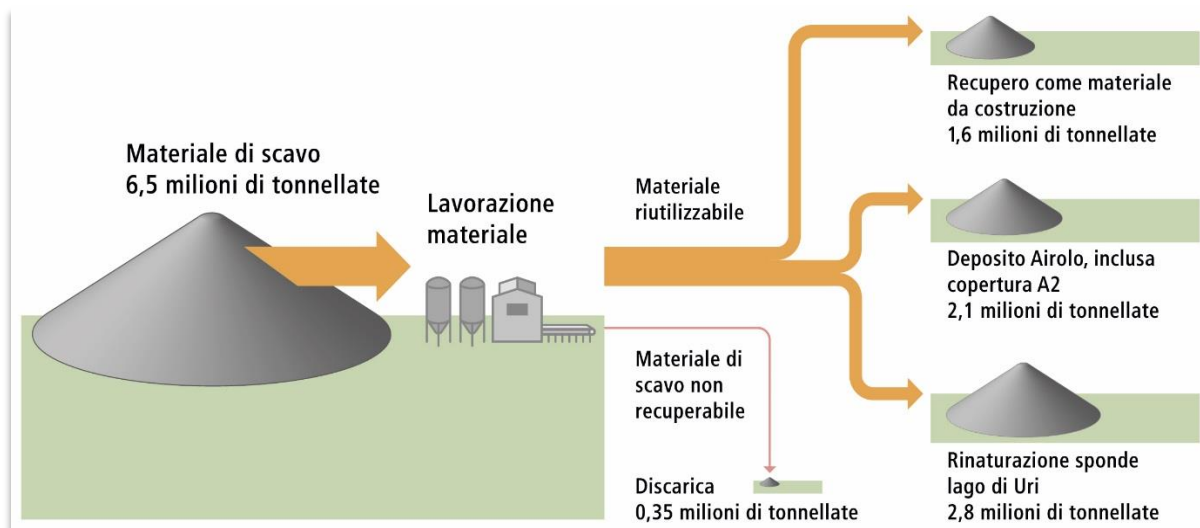 Materiale di scavo
6,5 milioni di tonnellate
Lavorazione
materiale
Materiale
riutilizzabile
Materiale di
scavo non
recuperabile
Discarica
0,35 milioni di tonnellate
Recupero come materiale
da costruzione
1,6 milioni di tonnellate
Deposito Airolo, inclusa
copertura A2
2,1 milioni di tonnellate
Rinaturazione sponde
lago di Uri
2,8 milioni di tonnellate